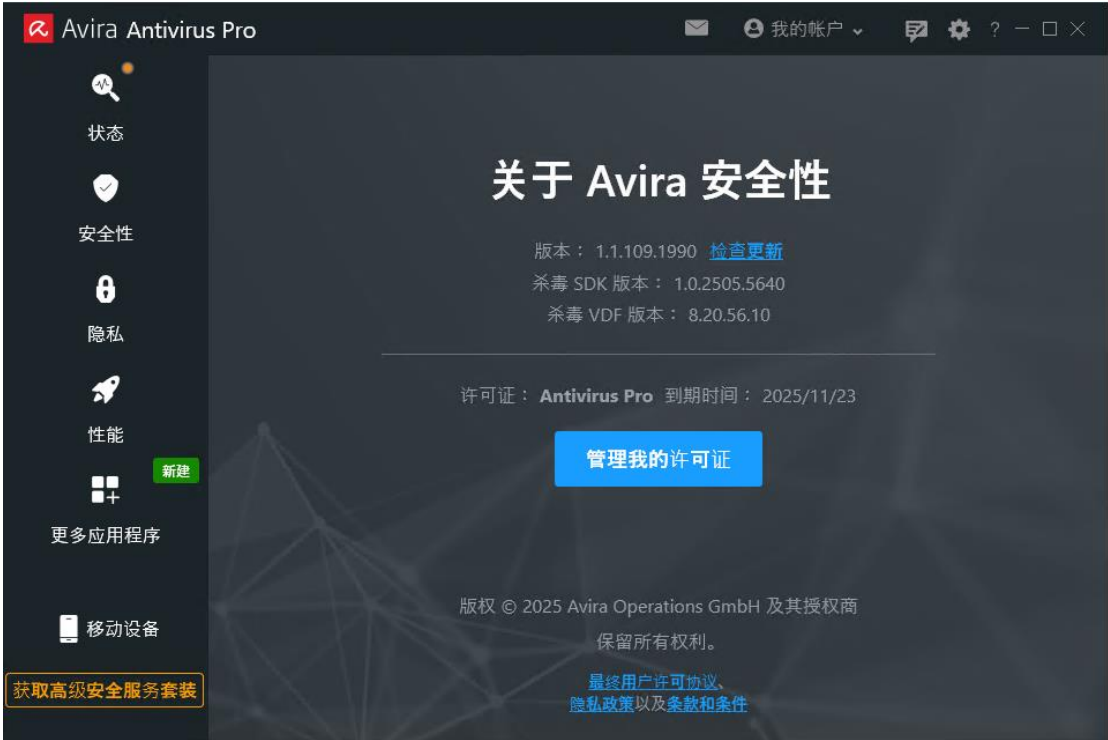 Avira Antivirus Pro
我的帐户
?
状态
安全性
隐私
性能
新建
更多应用程序
移动设备
获取高级安全服务套装
关于 Avira 安全性
版本： 1.1.109.1990 检查更新
杀毒 SDK 版本： 1.0.2505.5640
杀毒 VDF 版本： 8.20.56.10
许可证： Antivirus Pro 到期时间： 2025/11/23
管理我的许可证
版权 © 2025 Avira Operations GmbH 及其授权商
保留所有权利。
最终用户许可协议、
隐私政策以及条款和条件